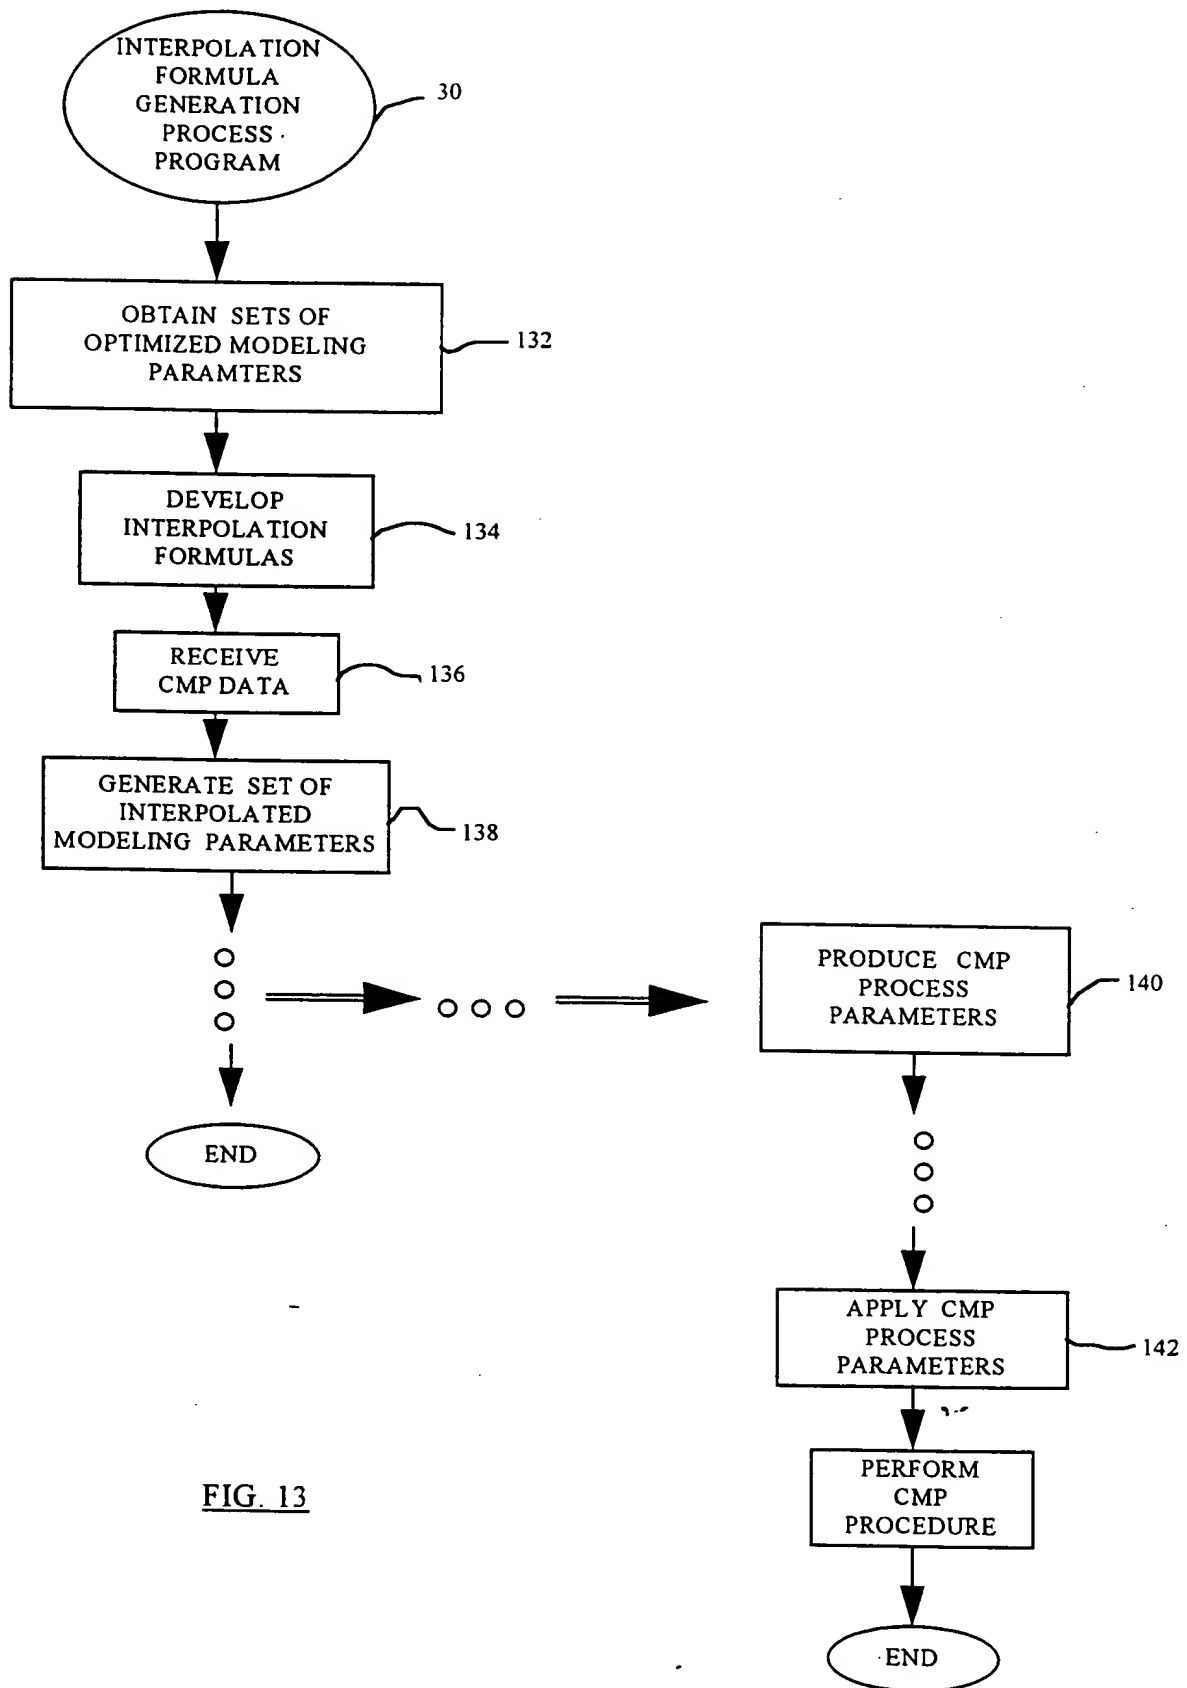 INTERPOLATION
FORMULA
GENERATION
PROCESS
PROGRAM
30
OBTAIN SETS OF
OPTIMIZED MODELING
PARAMTERS
132
DEVELOP
INTERPOLATION
FORMULAS
134
RECEIVE
CMP DATA
136
GENERATE SET OF
INTERPOLATED
MODELING PARAMETERS
138
PRODUCE CMP
PROCESS
PARAMETERS
140
END
APPLY CMP
PROCESS
PARAMETERS
142
PERFORM
CMP
PROCEDURE
FIG. 13
END